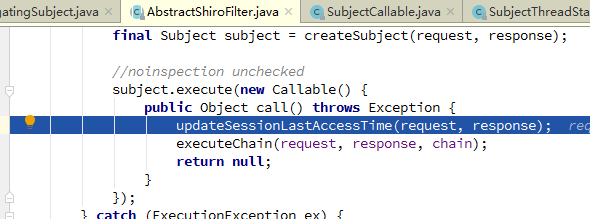 gatingSubject.java AbstractShiroFilter.java SubjectCallable.java SubjectThreadSta
final Subject subject = createSubject(request, response);
//noinspection unchecked
subject.execute(new Callable() {
public Object call() throws Exception {
updateSessionLastAccessTime(request, response); req
executeChain(request, response, chain);
return null;
}
});
} catch (ExecutionException ex) {